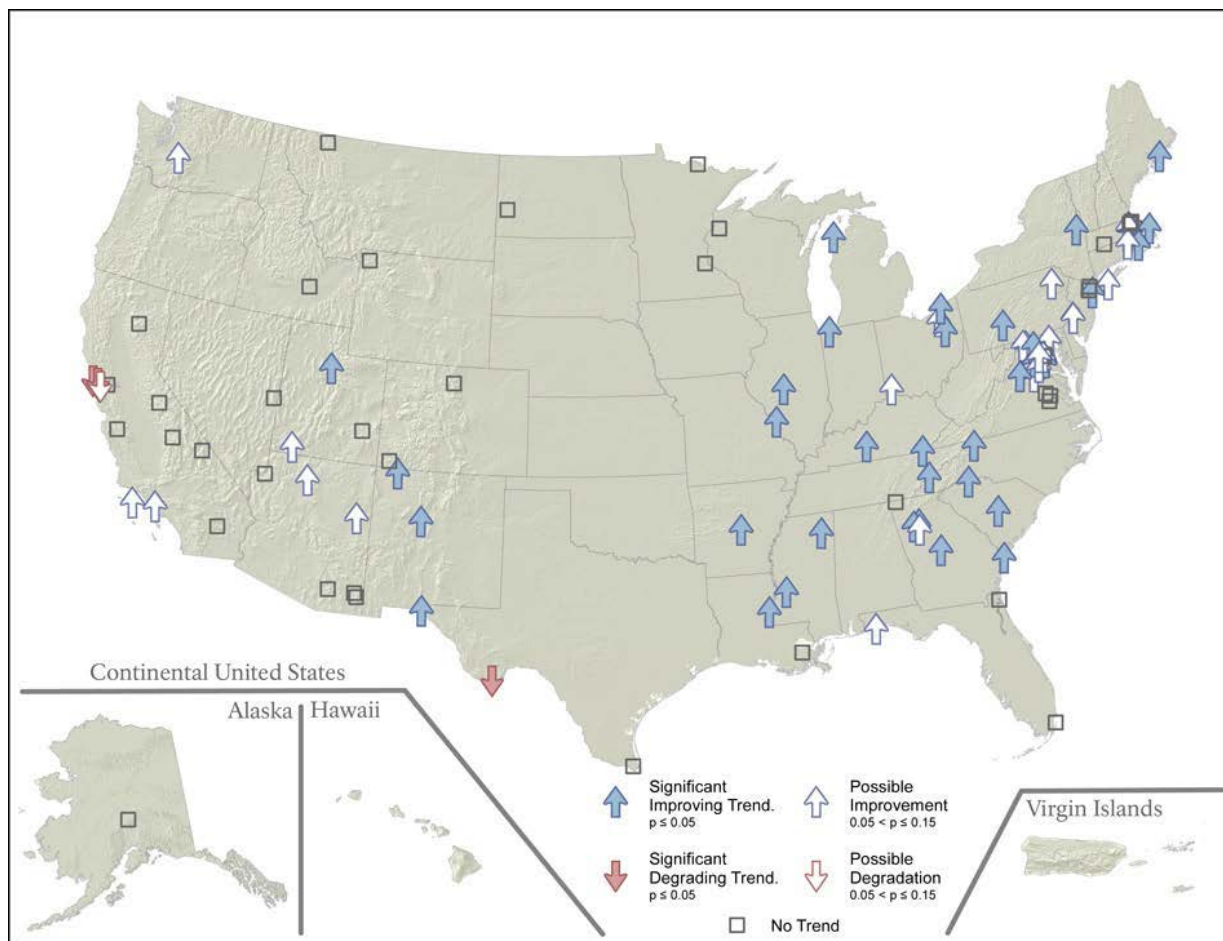 Continental United States
Alaska
Hawaii
Significant
Improving Trend.
p ≤ 0.05
Possible
Improvement
0.05 < p ≤ 0.15
Significant
Degrading Trend.
p ≤ 0.05
Possible
Degradation
0.05 < p ≤ 0.15
No Trend
Virgin Islands